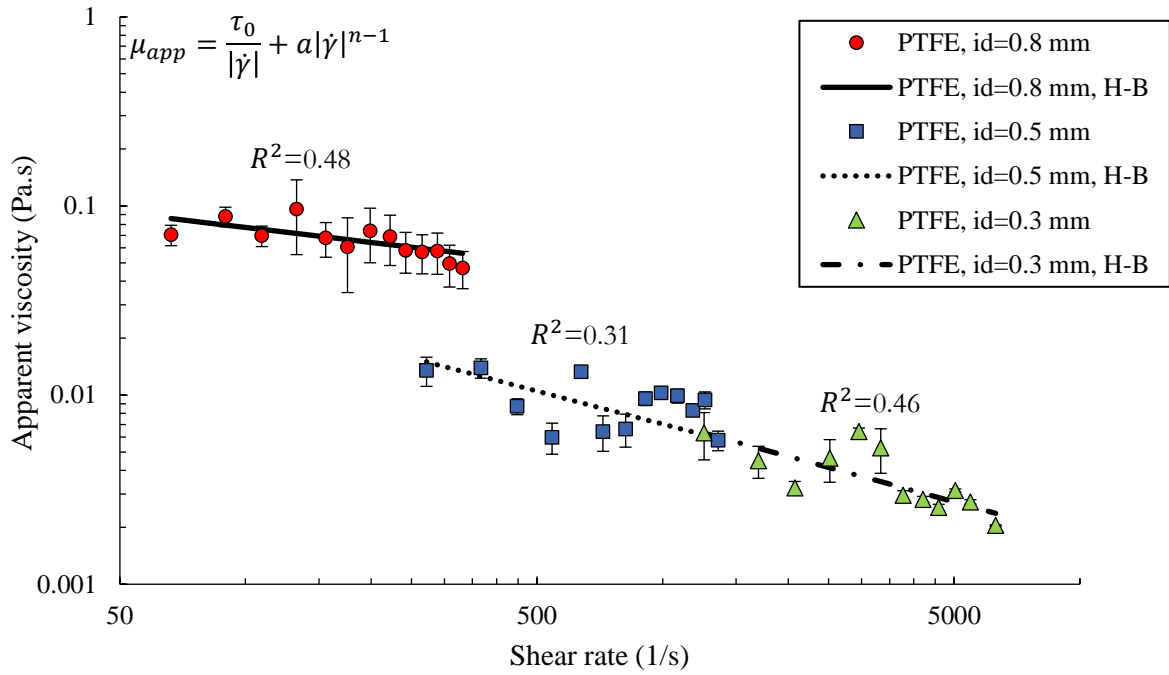 1
μ_app = τ_0/|γ̇| + a|γ̇|^{n−1}
PTFE, id=0.8 mm
PTFE, id=0.8 mm, H-B
PTFE, id=0.5 mm
PTFE, id=0.5 mm, H-B
PTFE, id=0.3 mm
PTFE, id=0.3 mm, H-B
R²=0.48
0.1
R²=0.31
0.01
R²=0.46
0.001
Apparent viscosity (Pa.s)
50
500
5000
Shear rate (1/s)